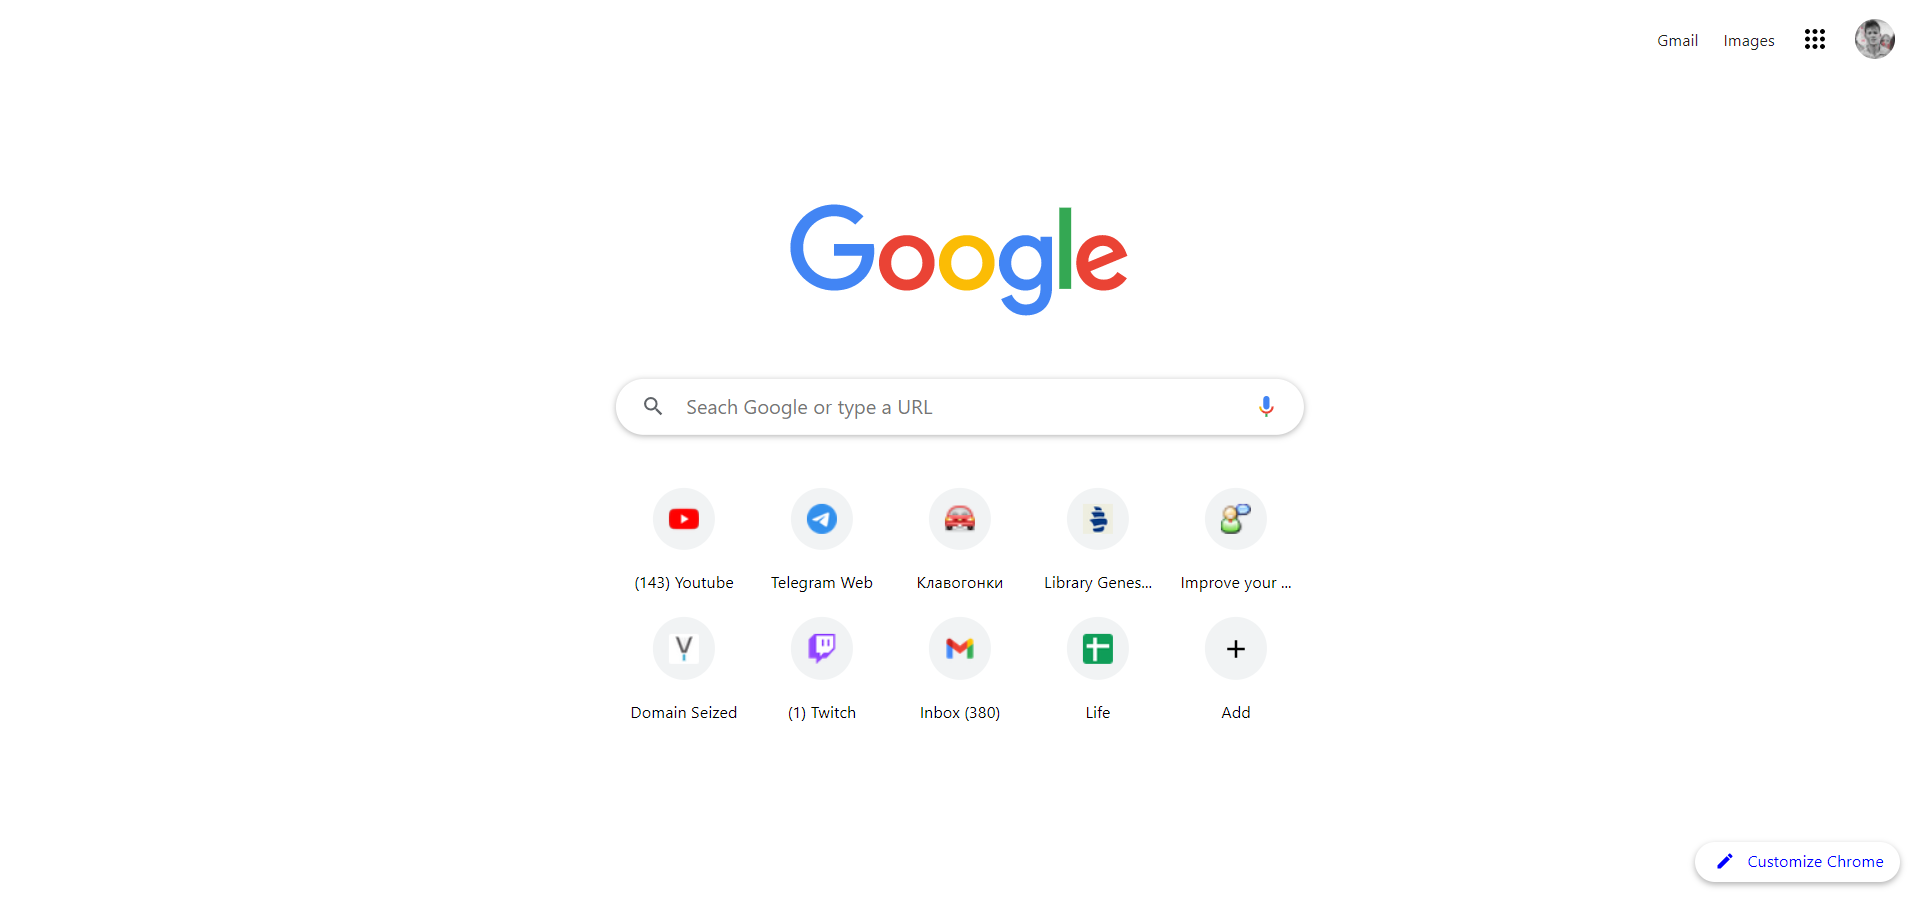 Gmail Images
Google
Seach Google or type a URL
(143) Youtube Telegram Web Клавогонки Library Genes... Improve your ...
Domain Seized (1) Twitch Inbox (380) Life Add
Customize Chrome